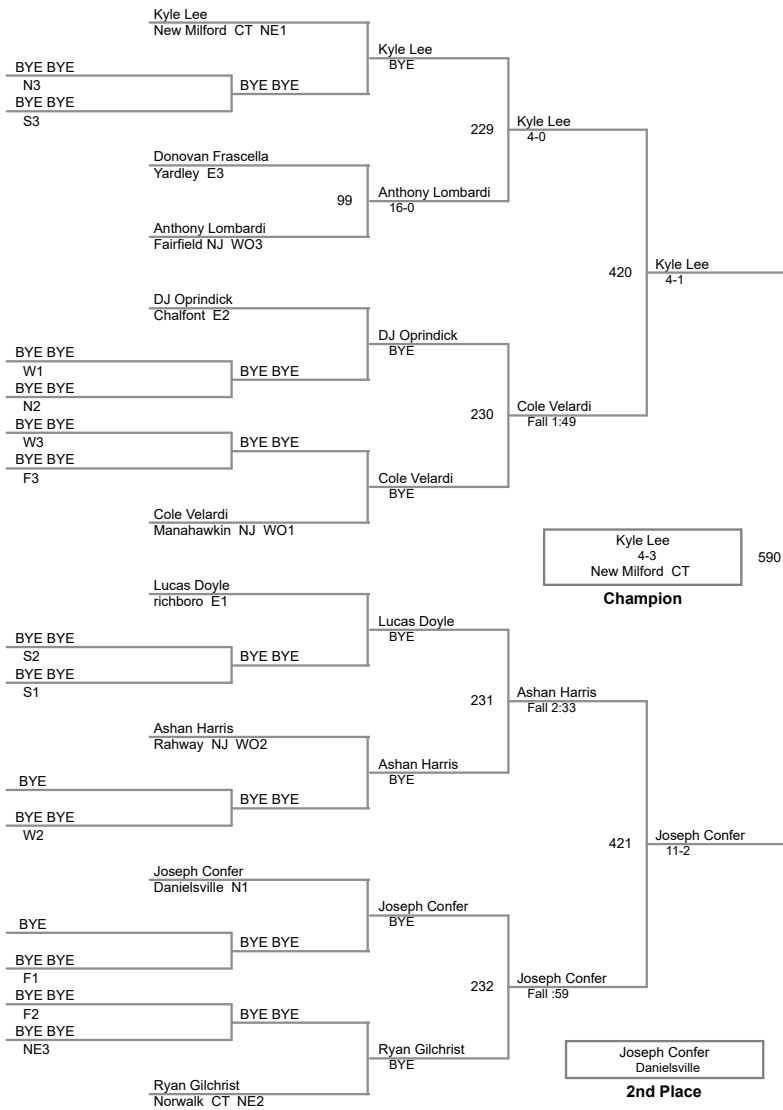 Kyle Lee
New Milford CT NE1
Kyle Lee
BYE
BYE BYE
N3
BYE BYE
BYE BYE
S3
229
Kyle Lee
4-0
Donovan Frascella
Yardley E3
99
Anthony Lombardi
16-0
Anthony Lombardi
Fairfield NJ WO3
420
Kyle Lee
4-1
DJ Oprindick
Chalfont E2
DJ Oprindick
BYE
BYE BYE
W1
BYE BYE
BYE BYE
N2
230
Cole Velardi
Fall 1:49
BYE BYE
W3
BYE BYE
BYE BYE
F3
Cole Velardi
BYE
Cole Velardi
Manahawkin NJ WO1
Kyle Lee
4-3
New Milford CT
590
Champion
Lucas Doyle
richboro E1
Lucas Doyle
BYE
BYE BYE
S2
BYE BYE
BYE BYE
S1
231
Ashan Harris
Fall 2:33
Ashan Harris
Rahway NJ WO2
Ashan Harris
BYE
BYE
BYE BYE
BYE BYE
W2
421
Joseph Confer
11-2
Joseph Confer
Danielsville N1
Joseph Confer
BYE
BYE
BYE BYE
BYE BYE
F1
232
Joseph Confer
Fall :59
BYE BYE
F2
BYE BYE
BYE BYE
NE3
Ryan Gilchrist
BYE
Ryan Gilchrist
Norwalk CT NE2
Joseph Confer
Danielsville
2nd Place